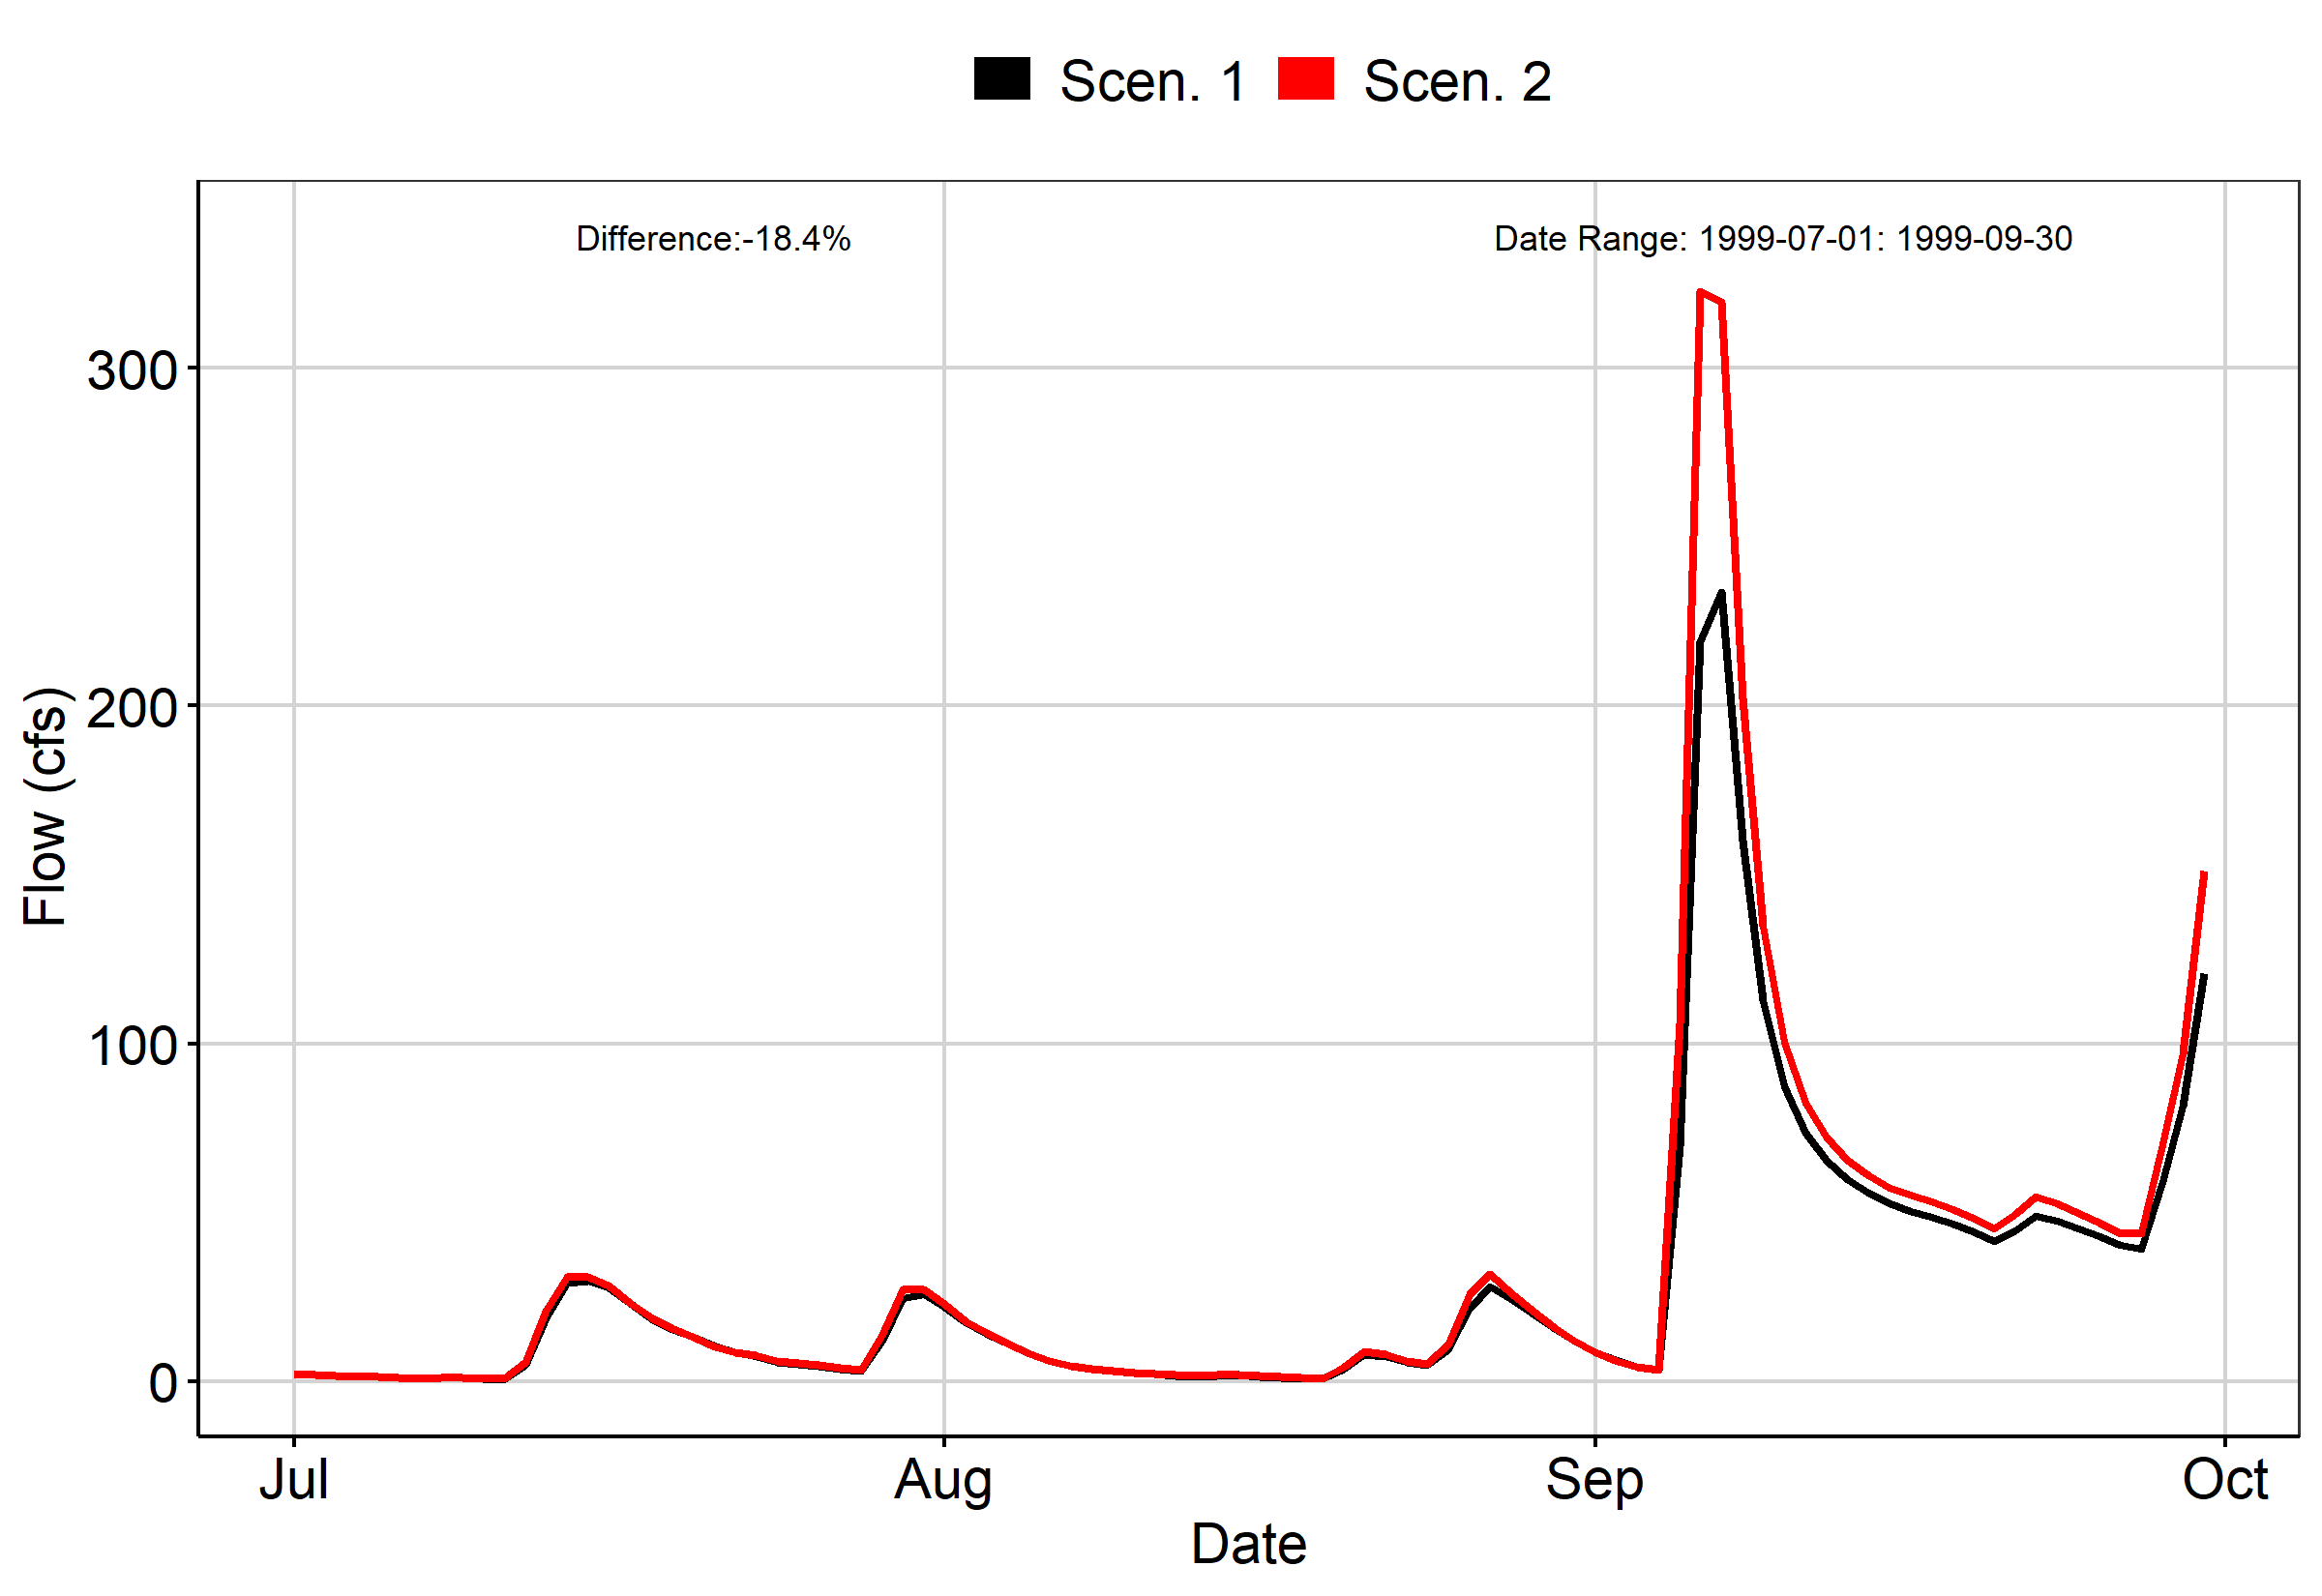 Scen. 1 Scen. 2
Difference:-18.4% Date Range: 1999-07-01: 1999-09-30
300
200
100
0
Flow (cfs)
Jul Aug Sep Oct
Date